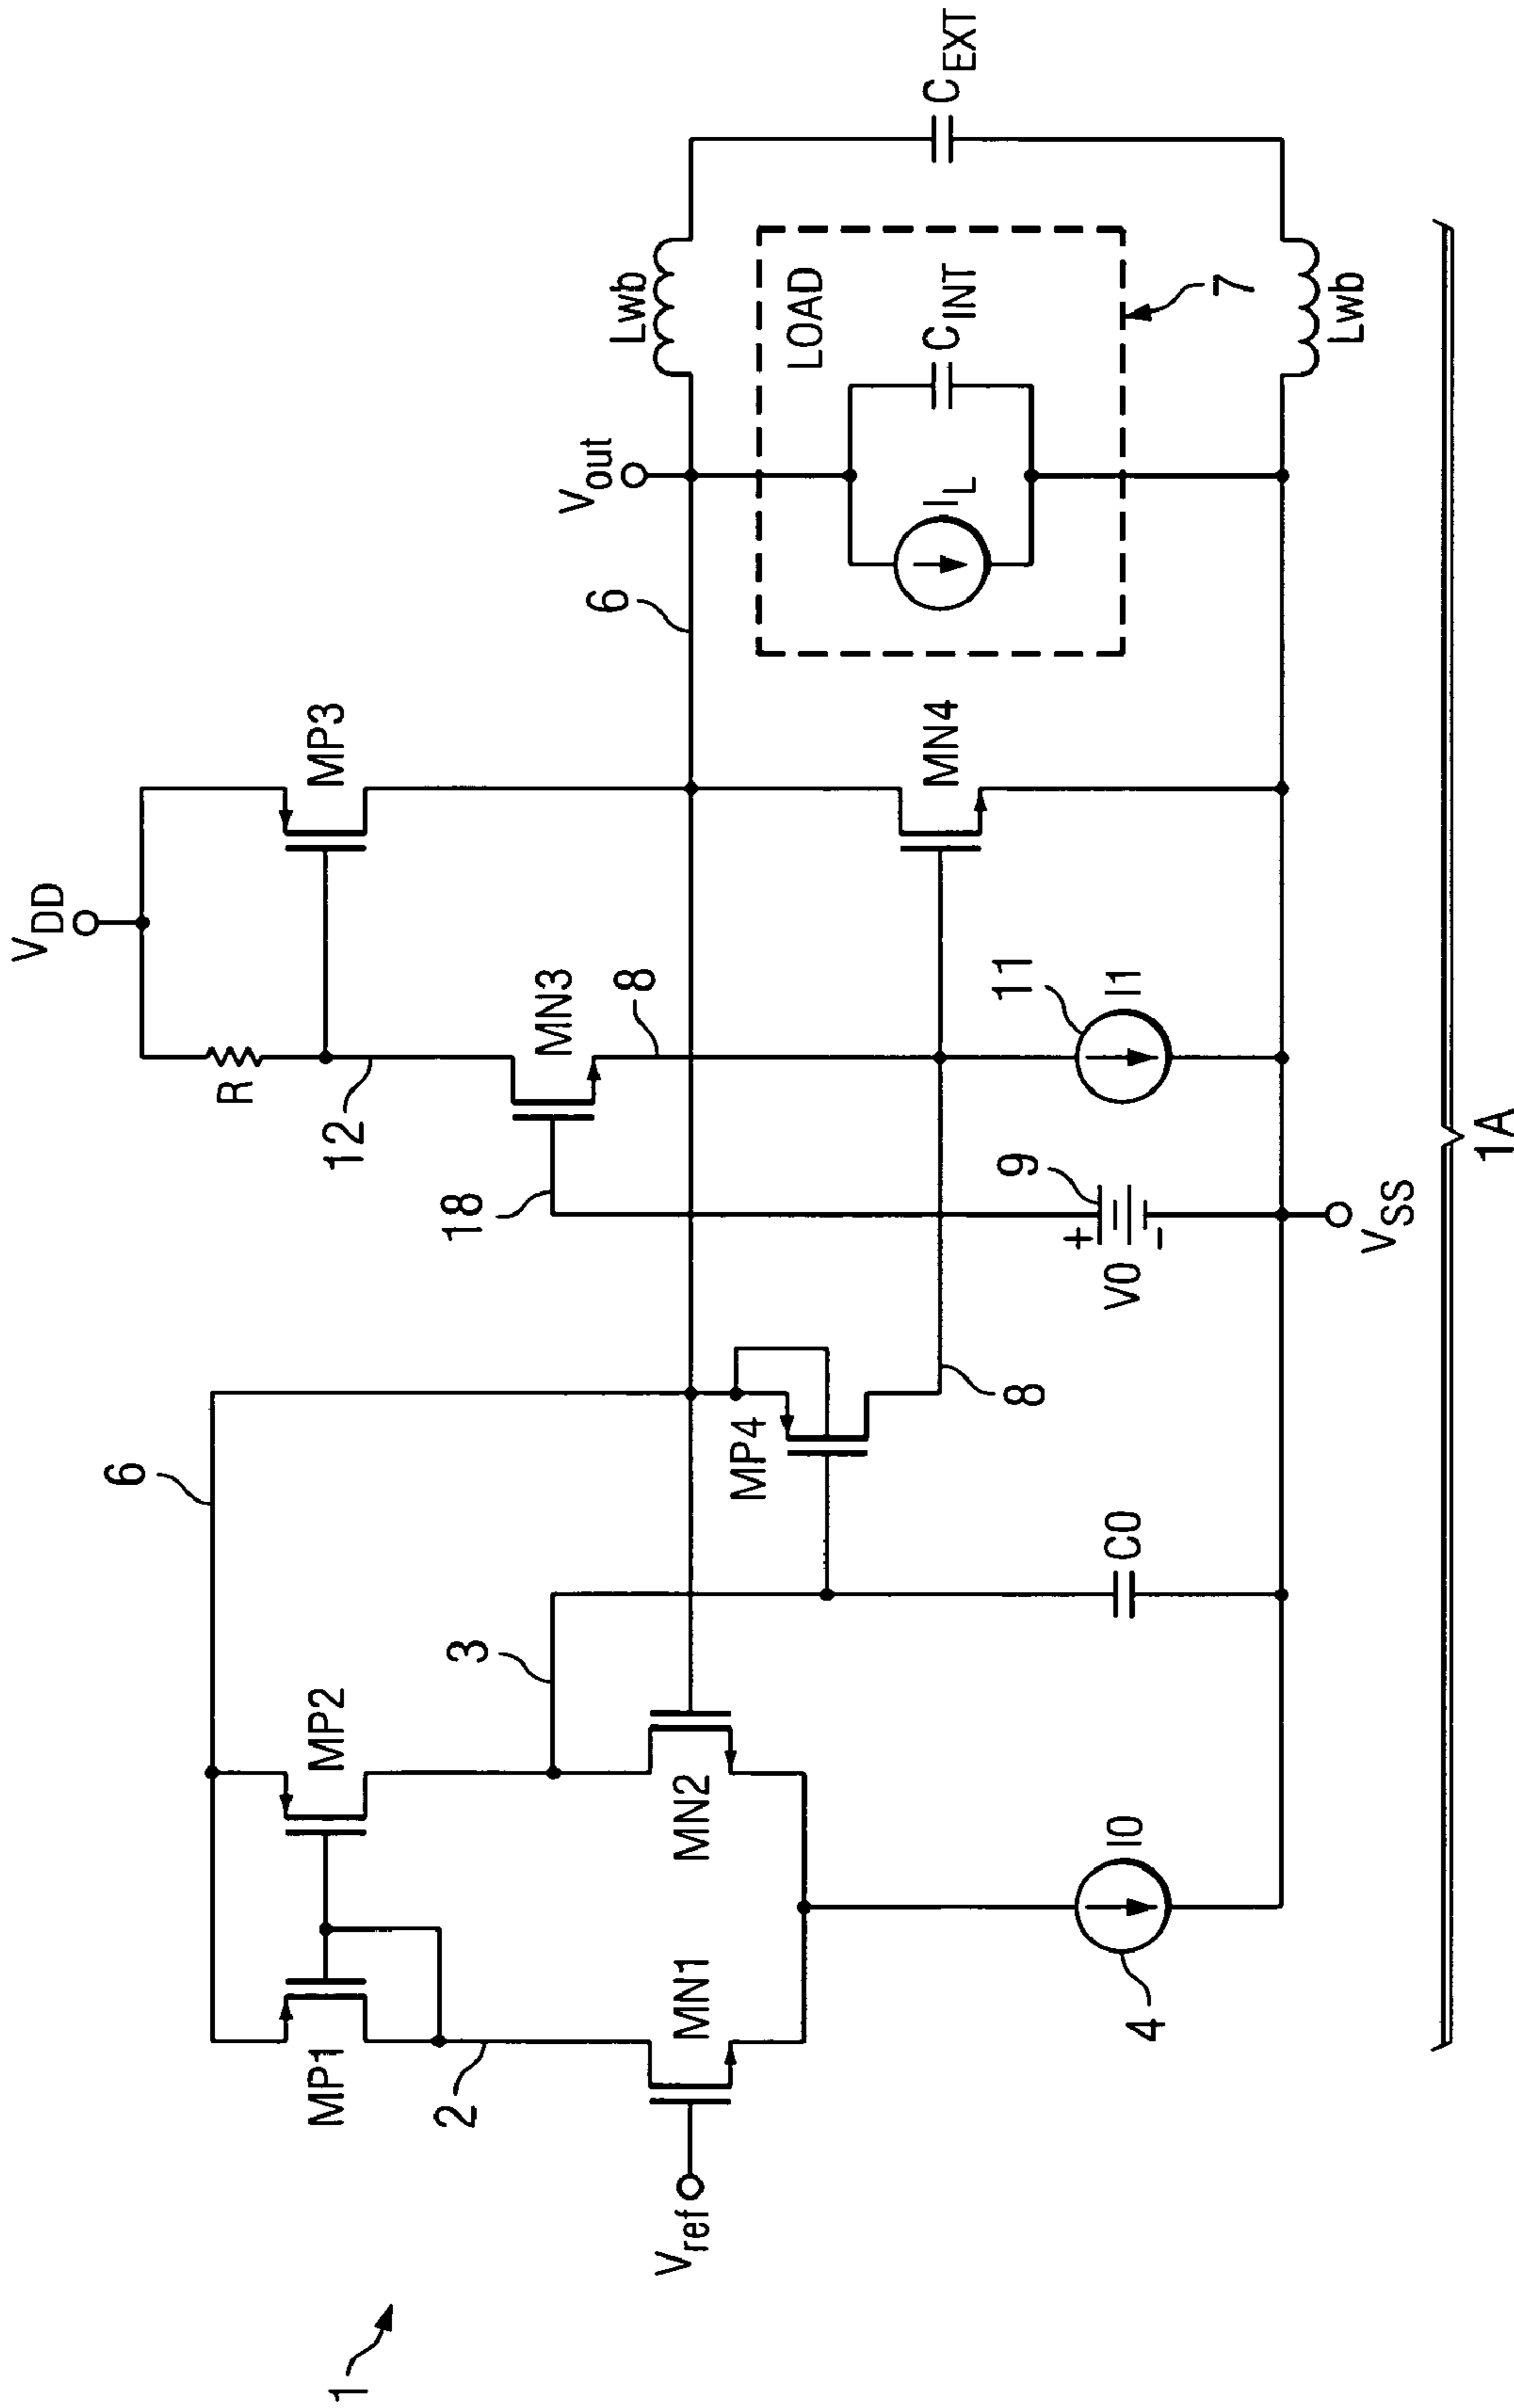 1
V_DD
6
R
MP3
MP1
MP2
12
MN3
18
8
2
3
V_ref
MN1
MN2
MP4
6
V_out
Lwb
LOAD
I_L
C_INT
C_EXT
8
MN4
7
4
I0
C0
V0
+
-
9
11
I1
Lwb
V_SS
1A